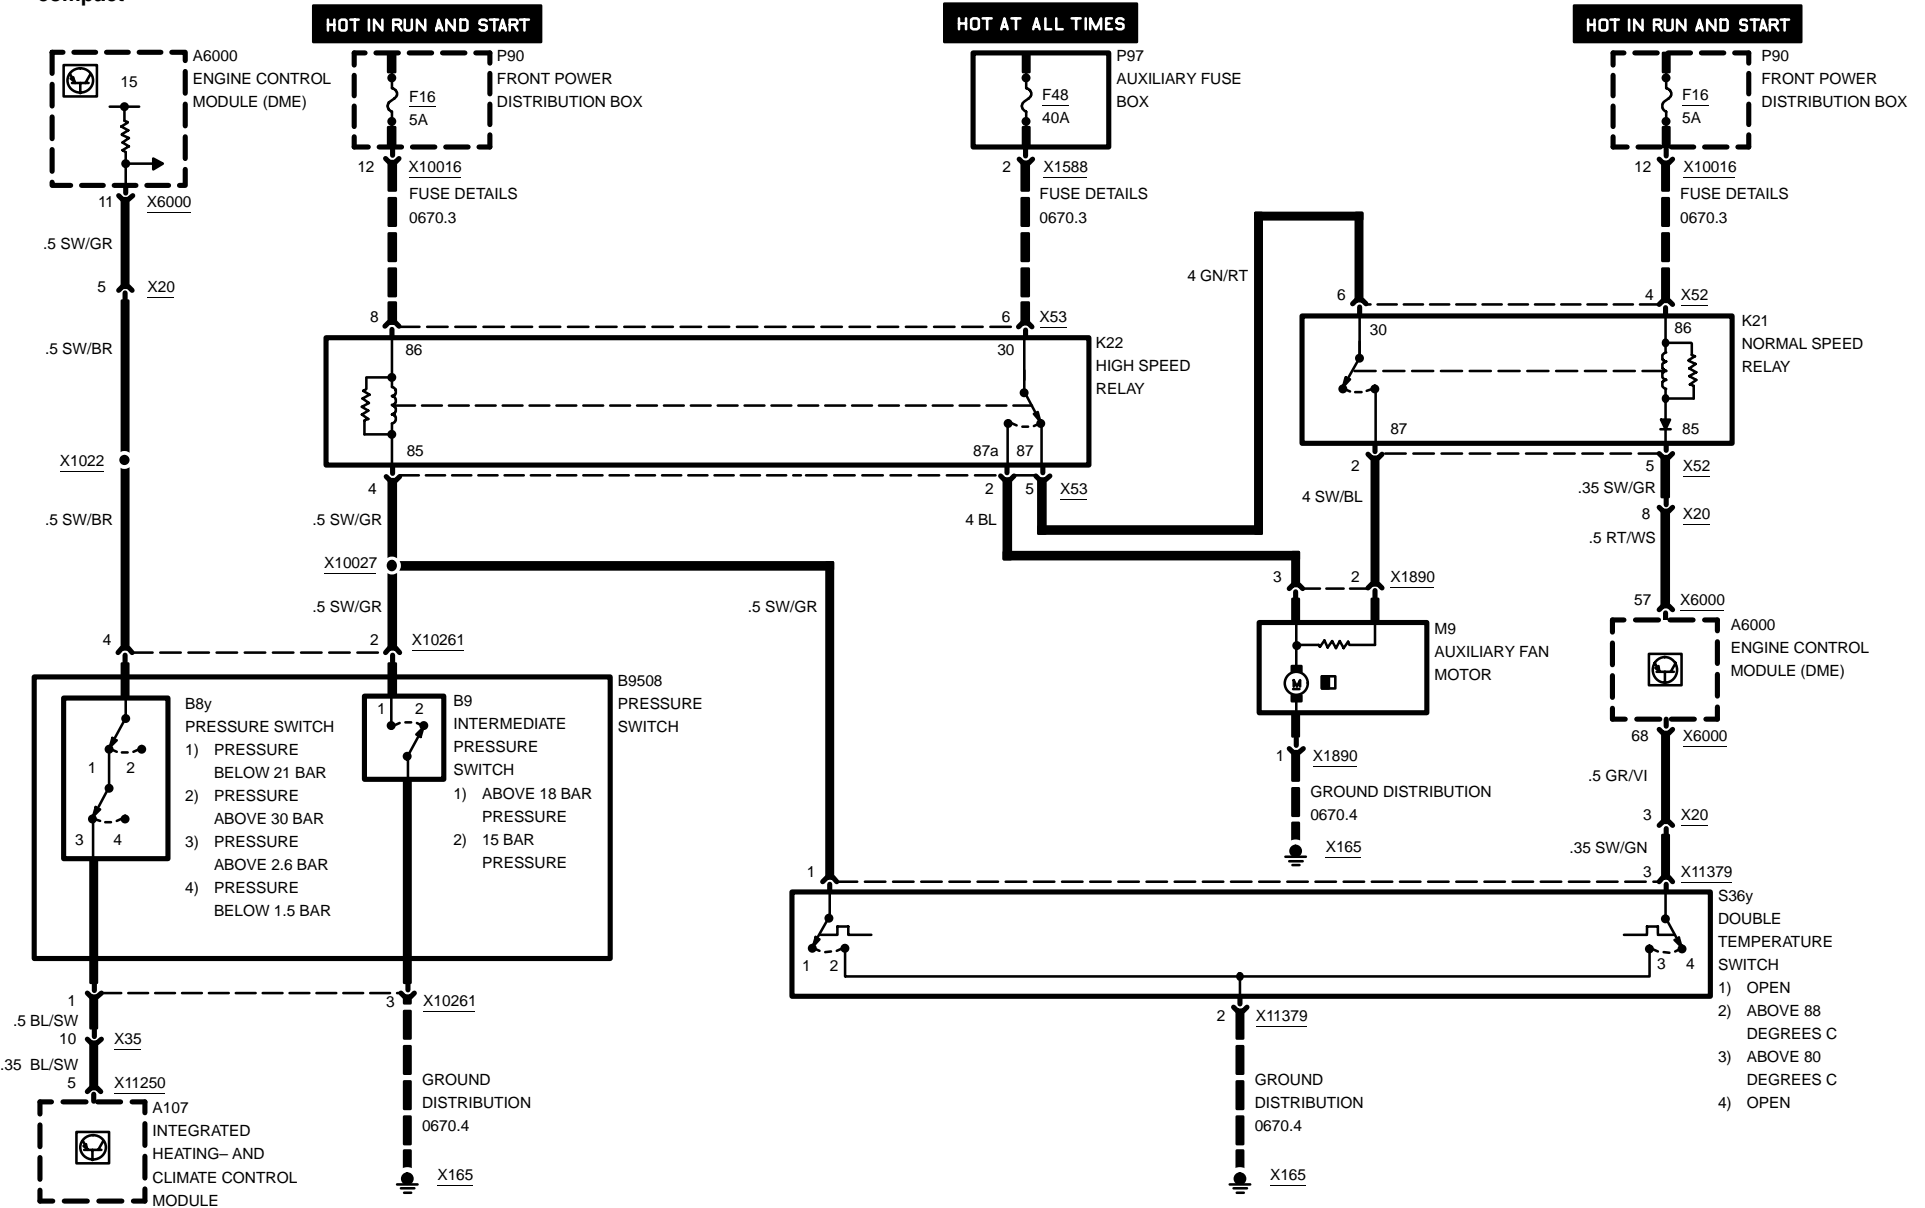 compact
HOT IN RUN AND START
HOT AT ALL TIMES
HOT IN RUN AND START
A6000
ENGINE CONTROL
MODULE (DME)
15
11
X6000
.5 SW/GR
5
X20
.5 SW/BR
X1022
.5 SW/BR
4
P90
FRONT POWER
DISTRIBUTION BOX
F16
5A
12
X10016
FUSE DETAILS
0670.3
8
P97
AUXILIARY FUSE
BOX
F48
40A
2
X1588
FUSE DETAILS
0670.3
6
X53
P90
FRONT POWER
DISTRIBUTION BOX
F16
5A
12
X10016
FUSE DETAILS
0670.3
4 GN/RT
6
4
X52
86
30
K22
HIGH SPEED
RELAY
85
87a
87
4
2
5
X53
4 BL
30
86
K21
NORMAL SPEED
RELAY
87
85
2
5
X52
4 SW/BL
.35 SW/GR
8
X20
.5 RT/WS
57
X6000
A6000
ENGINE CONTROL
MODULE (DME)
68
X6000
.5 GR/VI
3
X20
.35 SW/GN
3
X11379
.5 SW/GR
X10027
.5 SW/GR
2
X10261
.5 SW/GR
1
3
2
X1890
M9
AUXILIARY FAN
MOTOR
M
1
X1890
GROUND DISTRIBUTION
0670.4
X165
B9508
PRESSURE
SWITCH
B8y
PRESSURE SWITCH
1) PRESSURE
BELOW 21 BAR
2) PRESSURE
ABOVE 30 BAR
3) PRESSURE
ABOVE 2.6 BAR
4) PRESSURE
BELOW 1.5 BAR
1
2
3
4
1
2
B9
INTERMEDIATE
PRESSURE
SWITCH
1) ABOVE 18 BAR
PRESSURE
2) 15 BAR
PRESSURE
1
3
X10261
.5 BL/SW
10
X35
.35 BL/SW
5
X11250
A107
INTEGRATED
HEATING– AND
CLIMATE CONTROL
MODULE
GROUND
DISTRIBUTION
0670.4
X165
1
2
3
4
S36y
DOUBLE
TEMPERATURE
SWITCH
1) OPEN
2) ABOVE 88
DEGREES C
3) ABOVE 80
DEGREES C
4) OPEN
2
X11379
GROUND
DISTRIBUTION
0670.4
X165